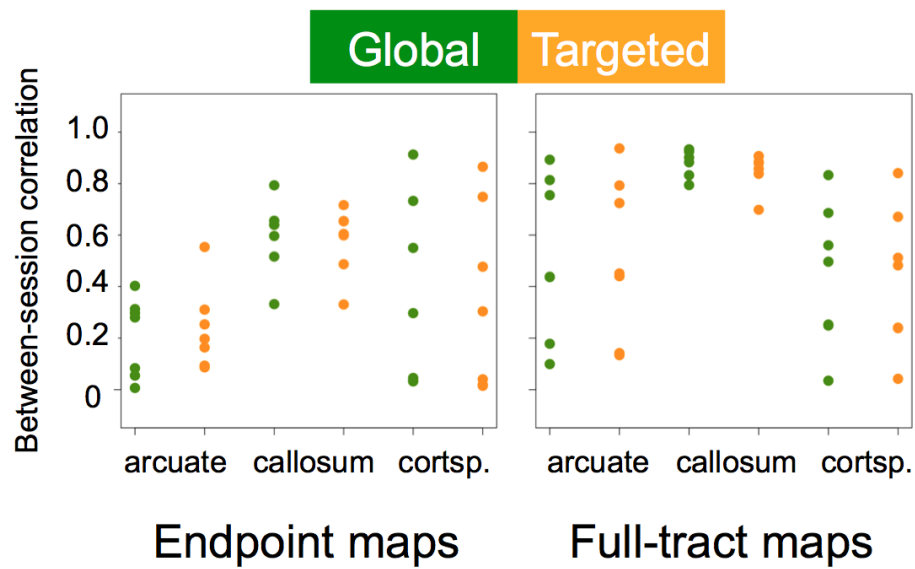 Global Targeted
Between-session correlation
1.0
0.8
0.6
0.4
0.2
0
arcuate callosum cortsp.
arcuate callosum cortsp.
Endpoint maps
Full-tract maps